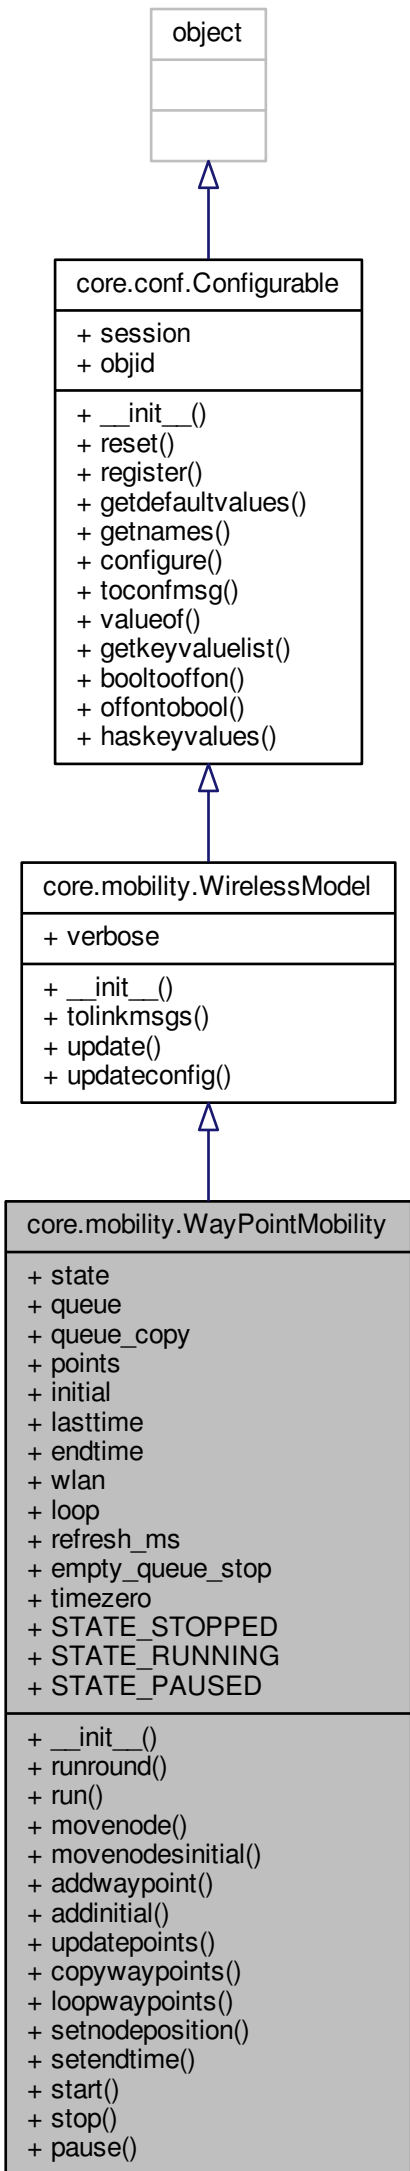 object
core.conf.Configurable
+ session
+ objid
+ __init__()
+ reset()
+ register()
+ getdefaultvalues()
+ getnames()
+ configure()
+ toconfmsg()
+ valueof()
+ getkeyvaluelist()
+ booltooffon()
+ offontobool()
+ haskeyvalues()
core.mobility.WirelessModel
+ verbose
+ __init__()
+ tolinkmsgs()
+ update()
+ updateconfig()
core.mobility.WayPointMobility
+ state
+ queue
+ queue_copy
+ points
+ initial
+ lasttime
+ endtime
+ wlan
+ loop
+ refresh_ms
+ empty_queue_stop
+ timezero
+ STATE_STOPPED
+ STATE_RUNNING
+ STATE_PAUSED
+ __init__()
+ runround()
+ run()
+ movenode()
+ movenodesinitial()
+ addwaypoint()
+ addinitial()
+ updatepoints()
+ copywaypoints()
+ loopwaypoints()
+ setnodeposition()
+ setendtime()
+ start()
+ stop()
+ pause()